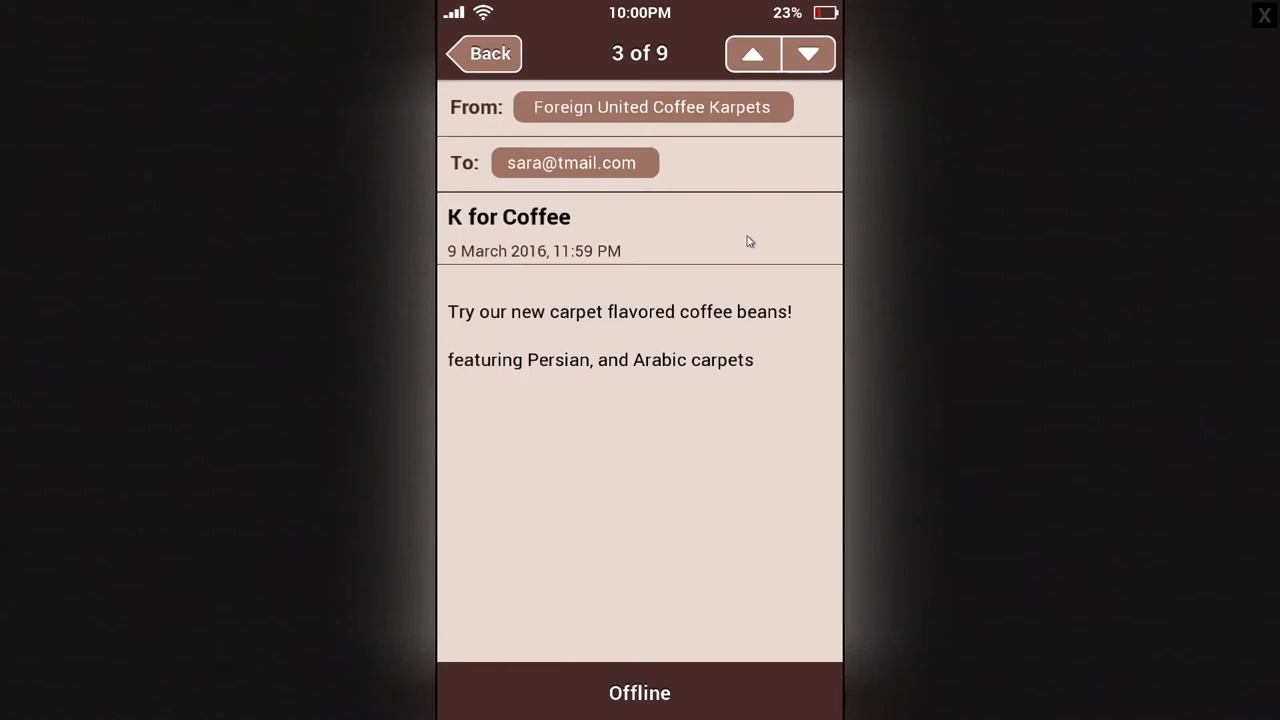 10:00PM 23%
X
Back 3 of 9
From: Foreign United Coffee Karpets
To: sara@tmail.com
K for Coffee
9 March 2016, 11:59 PM
Try our new carpet flavored coffee beans!
featuring Persian, and Arabic carpets
Offline